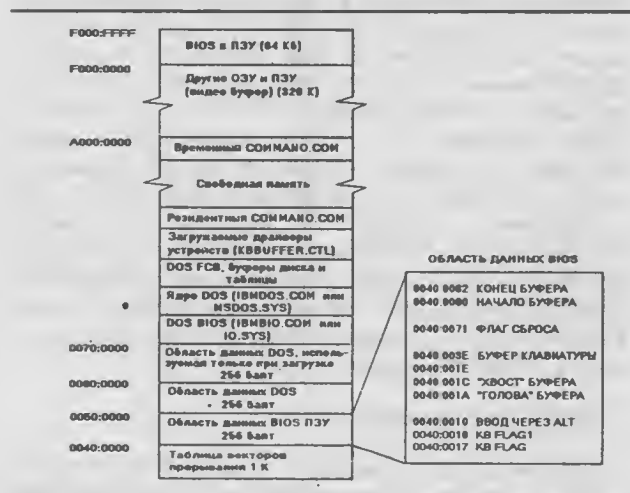 F000:FFFF
BIOS в ПЗУ (64 Кб)
F000:0000
Другие ОЗУ и ПЗУ
(видео буфер) (320 К)
A000:0000
Временный COMMAND.COM
Свободная память
Резидентный COMMAND.COM
Загружаемые драйверы
устройств (KBBUFFER.CTL)
DOS FCB, буферы диска и
таблицы
Ядро DOS (IBMDOS.COM или
MSDOS.SYS)
DOS BIOS (IBMBIO.COM или
IO.SYS)
0070:0000
Область данных DOS, исполь-
зуемая только при загрузке
256 байт
0060:0000
Область данных DOS
- 256 байт
0050:0000
Область данных BIOS ПЗУ
256 байт
0040:0000
Таблица векторов
прерывания 1 К
ОБЛАСТЬ ДАННЫХ BIOS
0040:0082 КОНЕЦ БУФЕРА
0040:0080 НАЧАЛО БУФЕРА
0040:0071 ФЛАГ СБРОСА
0040:003E БУФЕР КЛАВИАТУРЫ
0040:001E
0040:001C "ХВОСТ" БУФЕРА
0040:001A "ГОЛОВА" БУФЕРА
0040:0019 ВВОД ЧЕРЕЗ ALT
0040:0018 KB FLAG1
0040:0017 KB FLAG